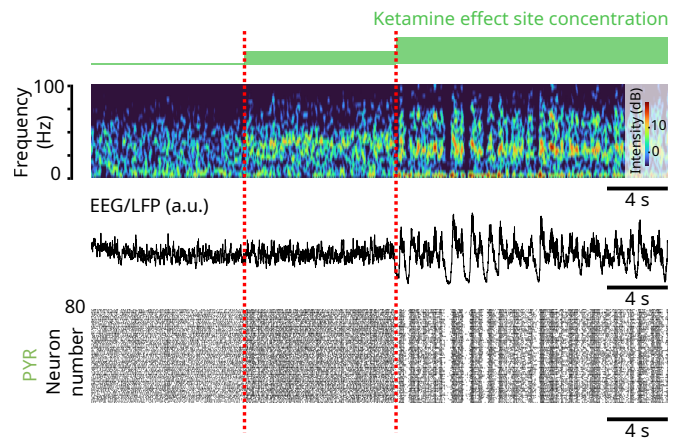 Ketamine effect site concentration
100
Frequency
(Hz)
0
Intensity (dB)
10
0
4 s
EEG/LFP (a.u.)
4 s
80
PYR
Neuron
number
4 s